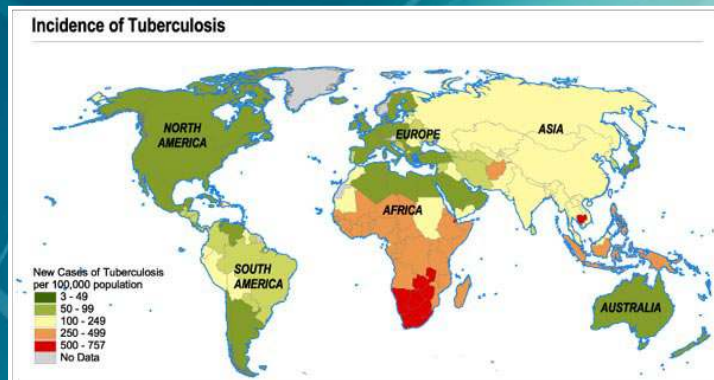 Incidence of Tuberculosis
NORTH
AMERICA
EUROPE
ASIA
AFRICA
SOUTH
AMERICA
AUSTRALIA
New Cases of Tuberculosis
per 100,000 population
3 - 49
50 - 99
100 - 249
250 - 499
500 - 757
No Data